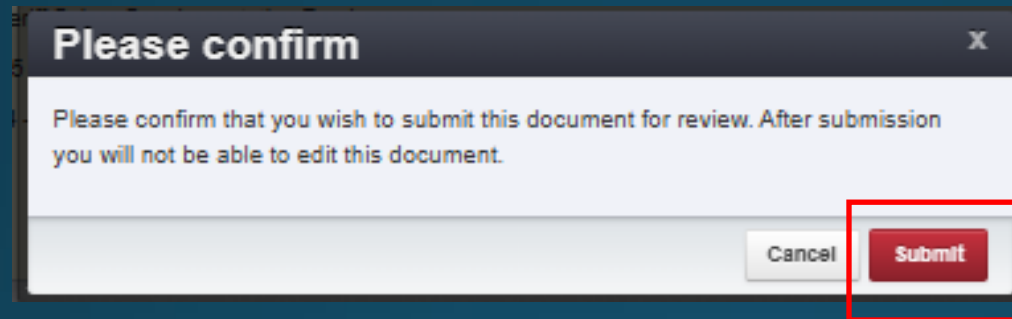 Please confirm
x
Please confirm that you wish to submit this document for review. After submission
you will not be able to edit this document.
Cancel
Submit